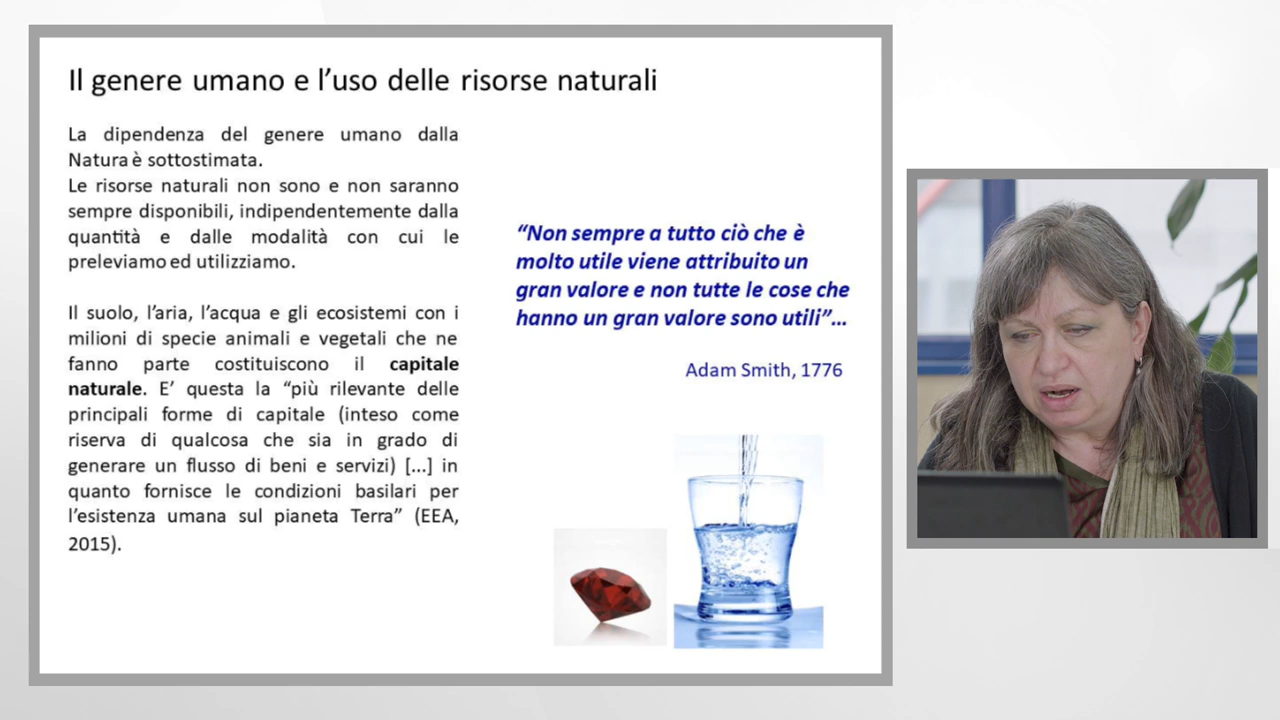 Il genere umano e l’uso delle risorse naturali
La dipendenza del genere umano dalla
Natura è sottostimata.
Le risorse naturali non sono e non saranno
sempre disponibili, indipendentemente dalla
quantità e dalle modalità con cui le
preleviamo ed utilizziamo.
Il suolo, l’aria, l’acqua e gli ecosistemi con i
milioni di specie animali e vegetali che ne
fanno parte costituiscono il capitale
naturale. E’ questa la “più rilevante delle
principali forme di capitale (inteso come
riserva di qualcosa che sia in grado di
generare un flusso di beni e servizi) [...] in
quanto fornisce le condizioni basilari per
l’esistenza umana sul pianeta Terra” (EEA,
2015).
“Non sempre a tutto ciò che è
molto utile viene attribuito un
gran valore e non tutte le cose che
hanno un gran valore sono utili”...
Adam Smith, 1776